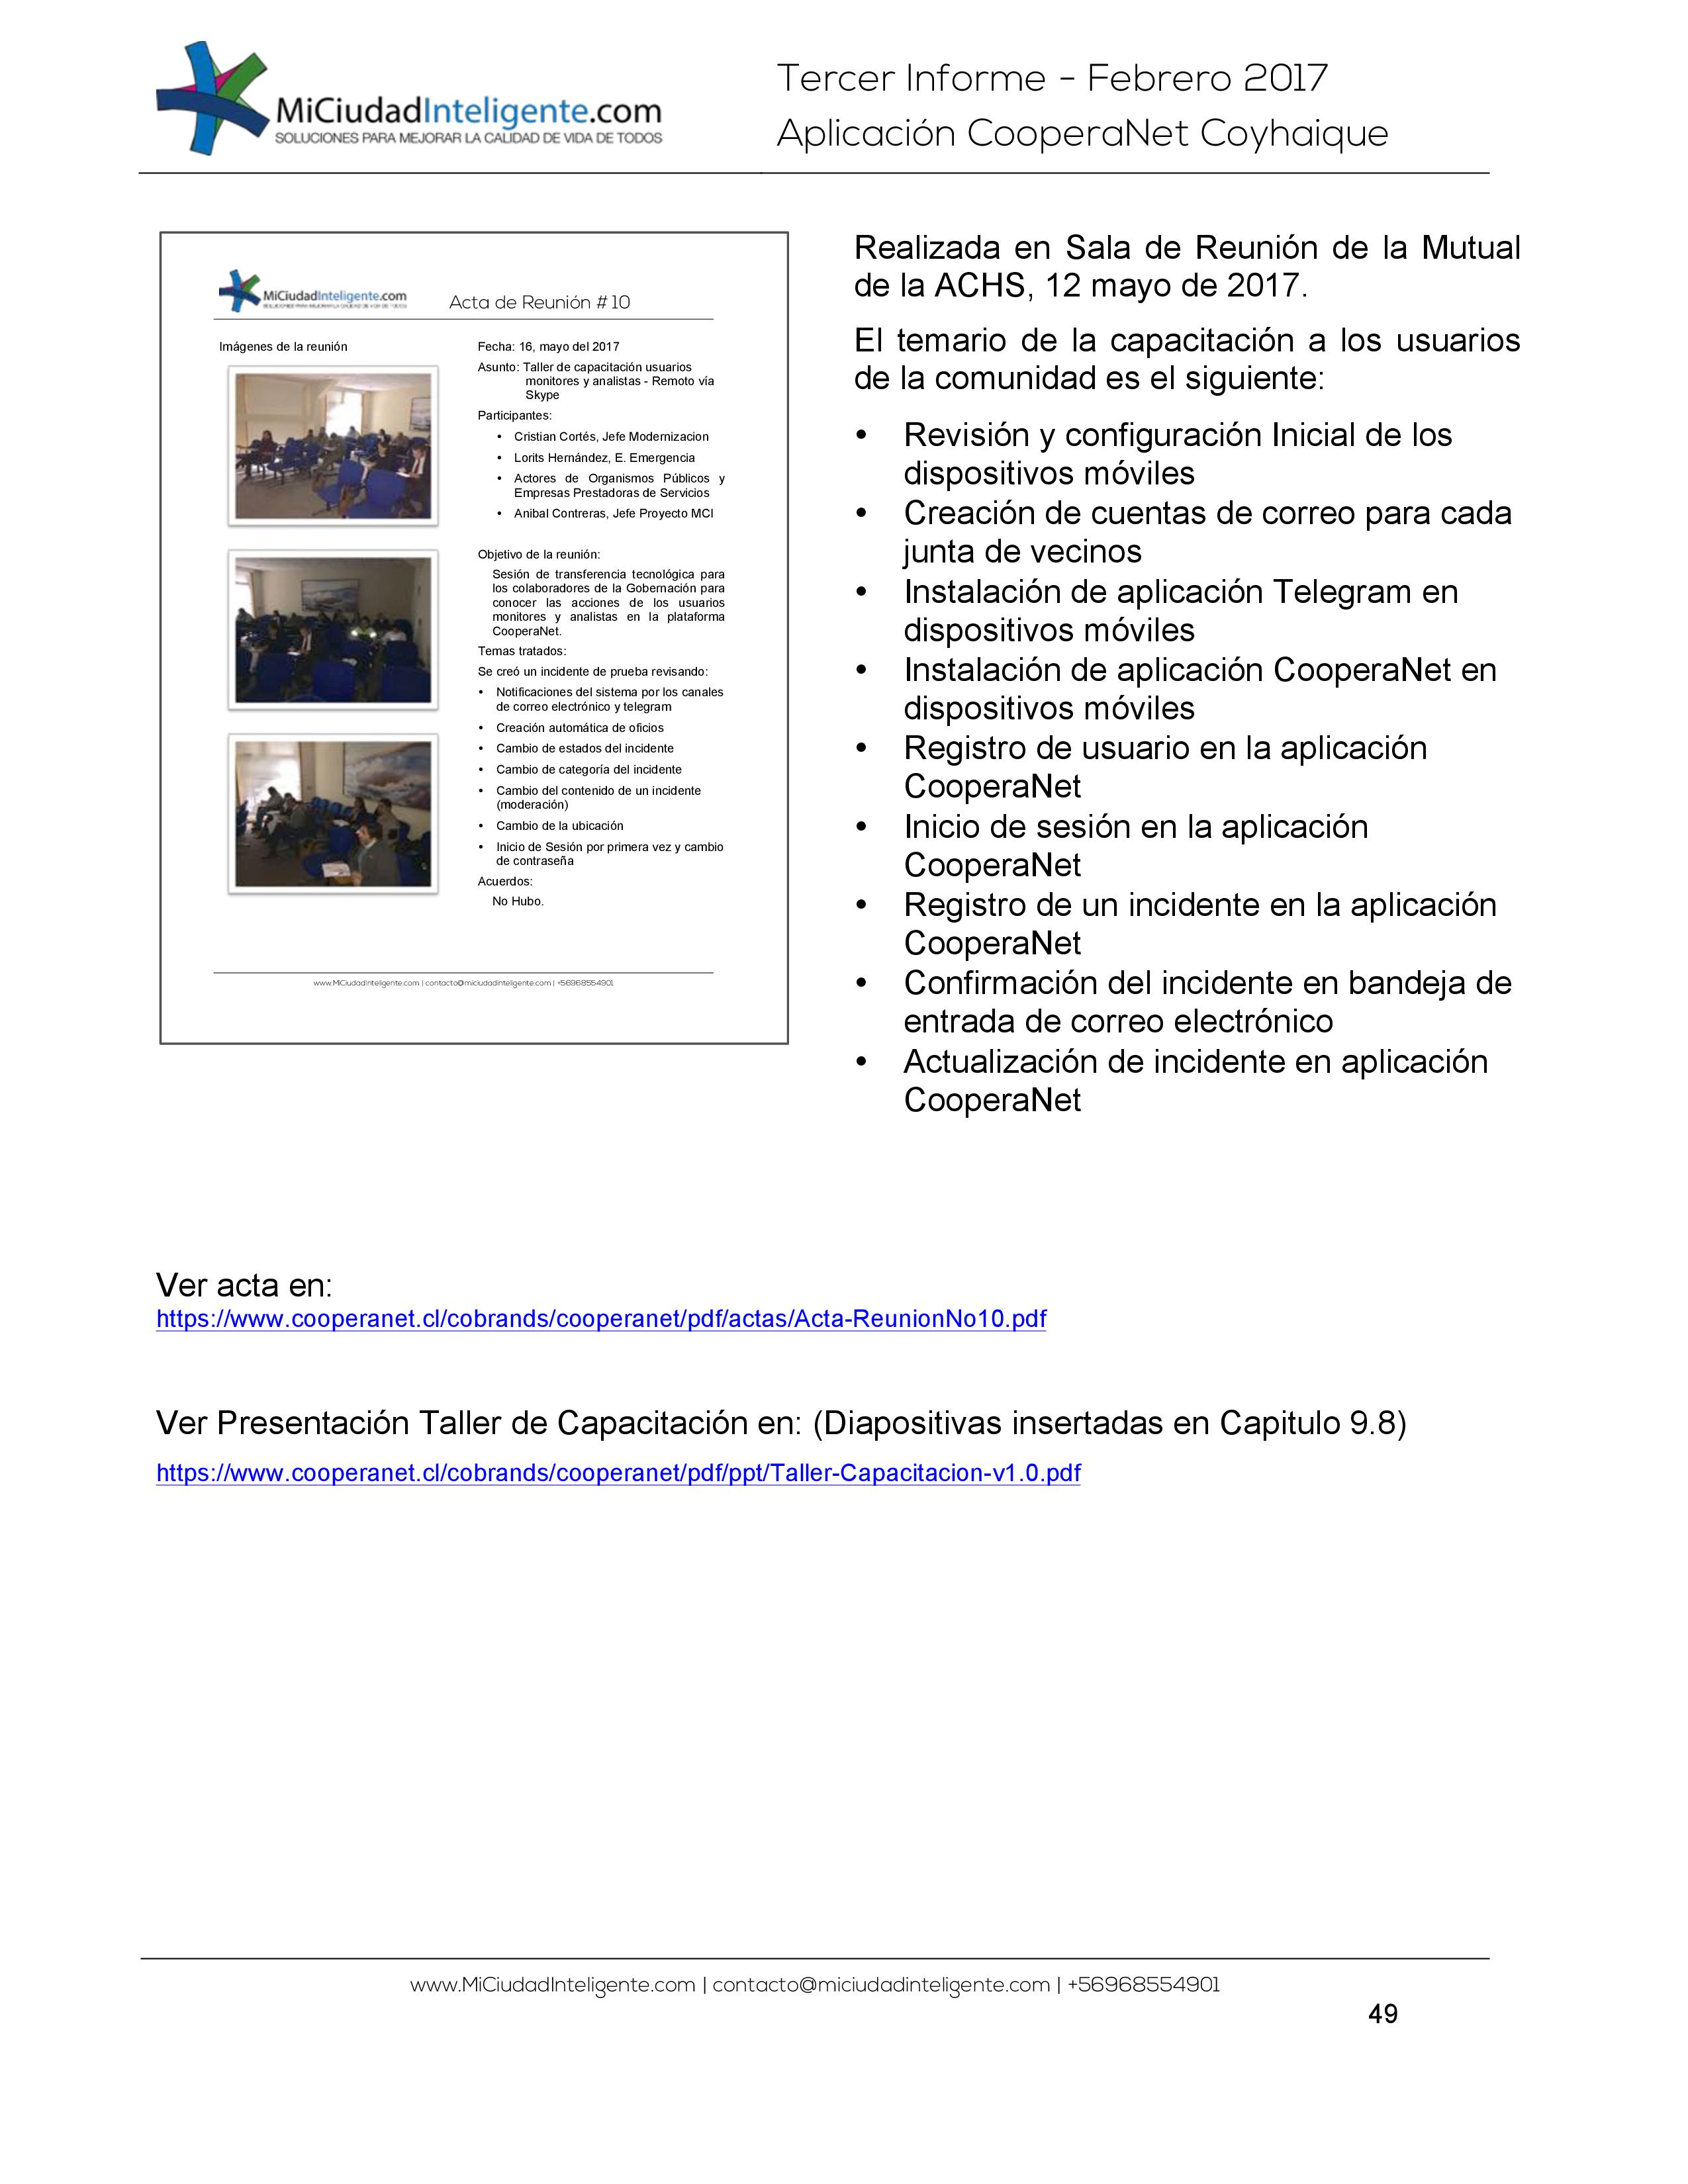 MiCiudadInteligente.com
SOLUCIONES PARA MEJORAR LA CALIDAD DE VIDA DE TODOS
Tercer Informe - Febrero 2017
Aplicación CooperaNet Coyhaique
MiCiudadInteligente.com
SOLUCIONES PARA MEJORAR LA CALIDAD DE VIDA DE TODOS
Acta de Reunión #10
Imágenes de la reunión
Fecha: 16, mayo del 2017
Asunto: Taller de capacitación usuarios
monitores y analistas - Remoto vía
Skype
Participantes:
• Cristian Cortés, Jefe Modernizacion
• Lorits Hernández, E. Emergencia
• Actores de Organismos Públicos y
Empresas Prestadoras de Servicios
• Anibal Contreras, Jefe Proyecto MCI
Objetivo de la reunión:
Sesión de transferencia tecnológica para
los colaboradores de la Gobernación para
conocer las acciones de los usuarios
monitores y analistas en la plataforma
CooperaNet.
Temas tratados:
Se creó un incidente de prueba revisando:
• Notificaciones del sistema por los canales
de correo electrónico y telegram
• Creación automática de oficios
• Cambio de estados del incidente
• Cambio de categoría del incidente
• Cambio del contenido de un incidente
(moderación)
• Cambio de la ubicación
• Inicio de Sesión por primera vez y cambio
de contraseña
Acuerdos:
No Hubo.
www.MiCiudadInteligente.com | contacto@miciudadinteligente.com | +56968554901
Realizada en Sala de Reunión de la Mutual
de la ACHS, 12 mayo de 2017.
El temario de la capacitación a los usuarios
de la comunidad es el siguiente:
• Revisión y configuración Inicial de los
dispositivos móviles
• Creación de cuentas de correo para cada
junta de vecinos
• Instalación de aplicación Telegram en
dispositivos móviles
• Instalación de aplicación CooperaNet en
dispositivos móviles
• Registro de usuario en la aplicación
CooperaNet
• Inicio de sesión en la aplicación
CooperaNet
• Registro de un incidente en la aplicación
CooperaNet
• Confirmación del incidente en bandeja de
entrada de correo electrónico
• Actualización de incidente en aplicación
CooperaNet
Ver acta en:
https://www.cooperanet.cl/cobrands/cooperanet/pdf/actas/Acta-ReunionNo10.pdf
Ver Presentación Taller de Capacitación en: (Diapositivas insertadas en Capitulo 9.8)
https://www.cooperanet.cl/cobrands/cooperanet/pdf/ppt/Taller-Capacitacion-v1.0.pdf
www.MiCiudadInteligente.com | contacto@miciudadinteligente.com | +56968554901
49